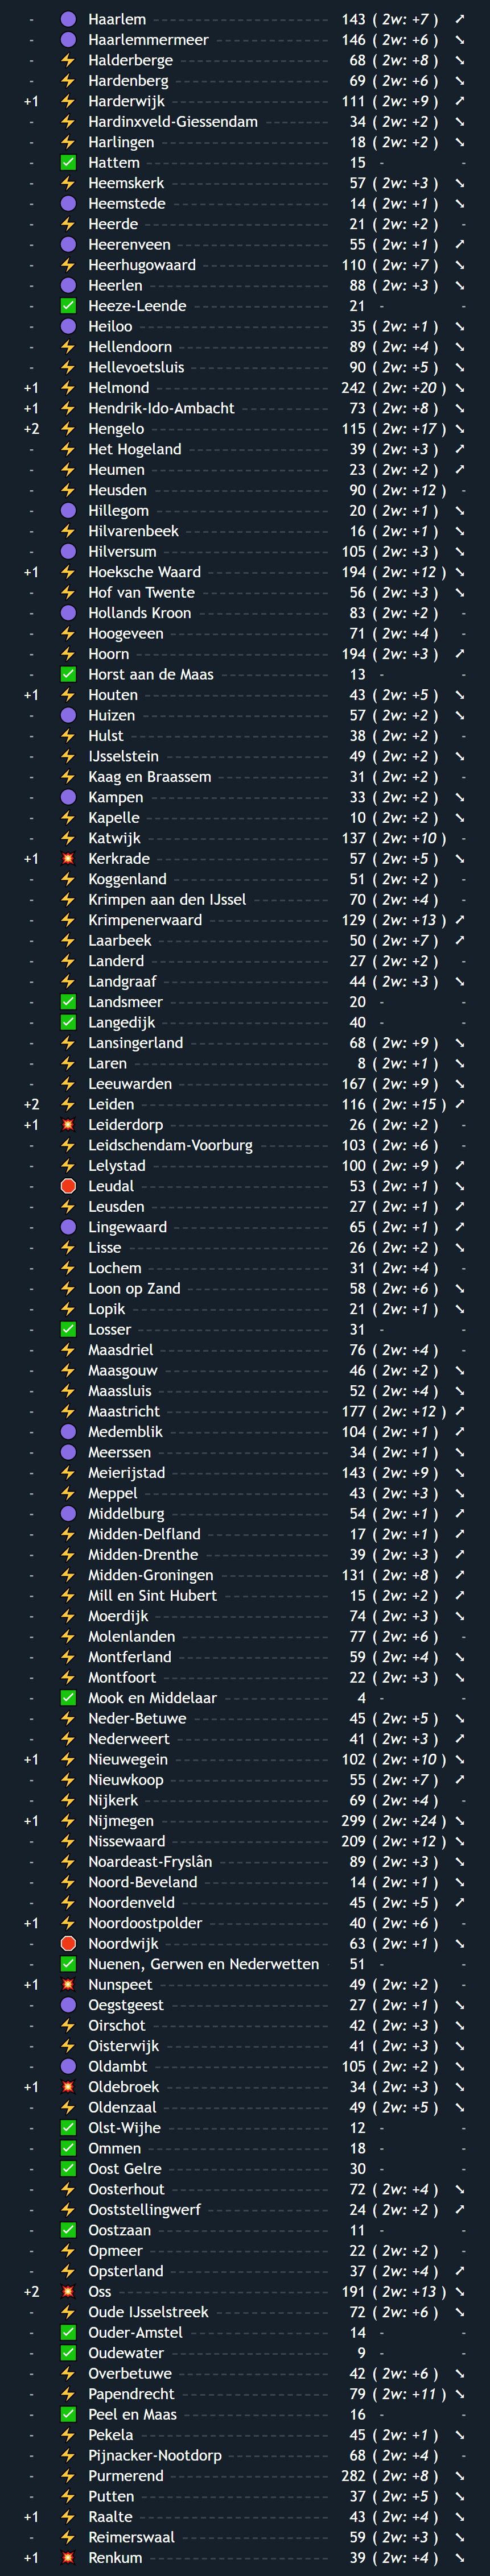 - Haarlem 143 ( 2w: +7 ) ↗
- Haarlemmermeer 146 ( 2w: +6 ) ↘
- Halderberge 68 ( 2w: +8 ) ↘
- Hardenberg 69 ( 2w: +6 ) ↘
+1 Harderwijk 111 ( 2w: +9 ) ↗
- Hardinxveld-Giessendam 34 ( 2w: +2 ) ↘
- Harlingen 18 ( 2w: +2 ) ↘
- Hattem 15 - -
- Heemskerk 57 ( 2w: +3 ) ↘
- Heemstede 14 ( 2w: +1 ) ↘
- Heerde 21 ( 2w: +2 ) -
- Heerenveen 55 ( 2w: +1 ) ↗
- Heerhugowaard 110 ( 2w: +7 ) ↘
- Heerlen 88 ( 2w: +3 ) ↘
- Heeze-Leende 21 - -
- Heiloo 35 ( 2w: +1 ) ↘
- Hellendoorn 89 ( 2w: +4 ) ↘
- Hellevoetsluis 90 ( 2w: +5 ) ↘
+1 Helmond 242 ( 2w: +20 ) ↘
+1 Hendrik-Ido-Ambacht 73 ( 2w: +8 ) ↘
+2 Hengelo 115 ( 2w: +17 ) ↘
- Het Hogeland 39 ( 2w: +3 ) ↗
- Heumen 23 ( 2w: +2 ) ↗
- Heusden 90 ( 2w: +12 ) -
- Hillegom 20 ( 2w: +1 ) ↘
- Hilvarenbeek 16 ( 2w: +1 ) ↘
- Hilversum 105 ( 2w: +3 ) ↘
+1 Hoeksche Waard 194 ( 2w: +12 ) ↘
- Hof van Twente 56 ( 2w: +3 ) ↘
- Hollands Kroon 83 ( 2w: +2 ) -
- Hoogeveen 71 ( 2w: +4 ) -
- Hoorn 194 ( 2w: +3 ) ↗
- Horst aan de Maas 13 - -
+1 Houten 43 ( 2w: +5 ) ↘
- Huizen 57 ( 2w: +2 ) ↘
- Hulst 38 ( 2w: +2 ) -
- IJsselstein 49 ( 2w: +2 ) ↘
- Kaag en Braassem 31 ( 2w: +2 ) -
- Kampen 33 ( 2w: +2 ) ↘
- Kapelle 10 ( 2w: +2 ) ↘
- Katwijk 137 ( 2w: +10 ) -
+1 Kerkrade 57 ( 2w: +5 ) ↘
- Koggenland 51 ( 2w: +2 ) -
- Krimpen aan den IJssel 70 ( 2w: +4 ) -
- Krimpenerwaard 129 ( 2w: +13 ) ↗
- Laarbeek 50 ( 2w: +7 ) ↗
- Landerd 27 ( 2w: +2 ) -
- Landgraaf 44 ( 2w: +3 ) ↘
- Landsmeer 20 - -
- Langedijk 40 - -
- Lansingerland 68 ( 2w: +9 ) ↘
- Laren 8 ( 2w: +1 ) ↘
- Leeuwarden 167 ( 2w: +9 ) ↘
+2 Leiden 116 ( 2w: +15 ) ↗
+1 Leiderdorp 26 ( 2w: +2 ) -
- Leidschendam-Voorburg 103 ( 2w: +6 ) -
- Lelystad 100 ( 2w: +9 ) ↗
- Leudal 53 ( 2w: +1 ) ↘
- Leusden 27 ( 2w: +1 ) ↗
- Lingewaard 65 ( 2w: +1 ) ↗
- Lisse 26 ( 2w: +2 ) ↘
- Lochem 31 ( 2w: +4 ) -
- Loon op Zand 58 ( 2w: +6 ) ↘
- Lopik 21 ( 2w: +1 ) ↘
- Losser 31 - -
- Maasdriel 76 ( 2w: +4 ) -
- Maasgouw 46 ( 2w: +2 ) ↘
- Maassluis 52 ( 2w: +4 ) ↘
- Maastricht 177 ( 2w: +12 ) ↗
- Medemblik 104 ( 2w: +1 ) ↗
- Meerssen 34 ( 2w: +1 ) ↘
- Meierijstad 143 ( 2w: +9 ) ↘
- Meppel 43 ( 2w: +3 ) ↘
- Middelburg 54 ( 2w: +1 ) ↗
- Midden-Delfland 17 ( 2w: +1 ) ↗
- Midden-Drenthe 39 ( 2w: +3 ) ↗
- Midden-Groningen 131 ( 2w: +8 ) ↗
- Mill en Sint Hubert 15 ( 2w: +2 ) ↗
- Moerdijk 74 ( 2w: +3 ) ↘
- Molenlanden 77 ( 2w: +6 ) -
- Montferland 59 ( 2w: +4 ) ↘
- Montfoort 22 ( 2w: +3 ) ↘
- Mook en Middelaar 4 - -
- Neder-Betuwe 45 ( 2w: +5 ) ↘
- Nederweert 41 ( 2w: +3 ) ↗
+1 Nieuwegein 102 ( 2w: +10 ) ↘
- Nieuwkoop 55 ( 2w: +7 ) ↗
- Nijkerk 69 ( 2w: +4 ) -
+1 Nijmegen 299 ( 2w: +24 ) ↘
- Nissewaard 209 ( 2w: +12 ) ↘
- Noardeast-Fryslân 89 ( 2w: +3 ) ↘
- Noord-Beveland 14 ( 2w: +1 ) ↘
- Noordenveld 45 ( 2w: +5 ) ↗
+1 Noordoostpolder 40 ( 2w: +6 ) -
- Noordwijk 63 ( 2w: +1 ) ↘
- Nuenen, Gerwen en Nederwetten 51 - -
+1 Nunspeet 49 ( 2w: +2 ) -
- Oegstgeest 27 ( 2w: +1 ) ↘
- Oirschot 42 ( 2w: +3 ) ↘
- Oisterwijk 41 ( 2w: +3 ) ↘
- Oldambt 105 ( 2w: +2 ) ↘
+1 Oldebroek 34 ( 2w: +3 ) ↘
- Oldenzaal 49 ( 2w: +5 ) ↘
- Olst-Wijhe 12 - -
- Ommen 18 - -
- Oost Gelre 30 - -
- Oosterhout 72 ( 2w: +4 ) ↘
- Ooststellingwerf 24 ( 2w: +2 ) ↗
- Oostzaan 11 - -
- Opmeer 22 ( 2w: +2 ) -
- Opsterland 37 ( 2w: +4 ) ↗
+2 Oss 191 ( 2w: +13 ) ↘
- Oude IJsselstreek 72 ( 2w: +6 ) ↘
- Ouder-Amstel 14 - -
- Oudewater 9 - -
- Overbetuwe 42 ( 2w: +6 ) ↘
- Papendrecht 79 ( 2w: +11 ) ↘
- Peel en Maas 16 - -
- Pekela 45 ( 2w: +1 ) ↘
- Pijnacker-Nootdorp 68 ( 2w: +4 ) -
- Purmerend 282 ( 2w: +8 ) ↘
- Putten 37 ( 2w: +5 ) ↘
+1 Raalte 43 ( 2w: +4 ) ↘
- Reimerswaal 59 ( 2w: +3 ) ↘
+1 Renkum 39 ( 2w: +4 ) ↘